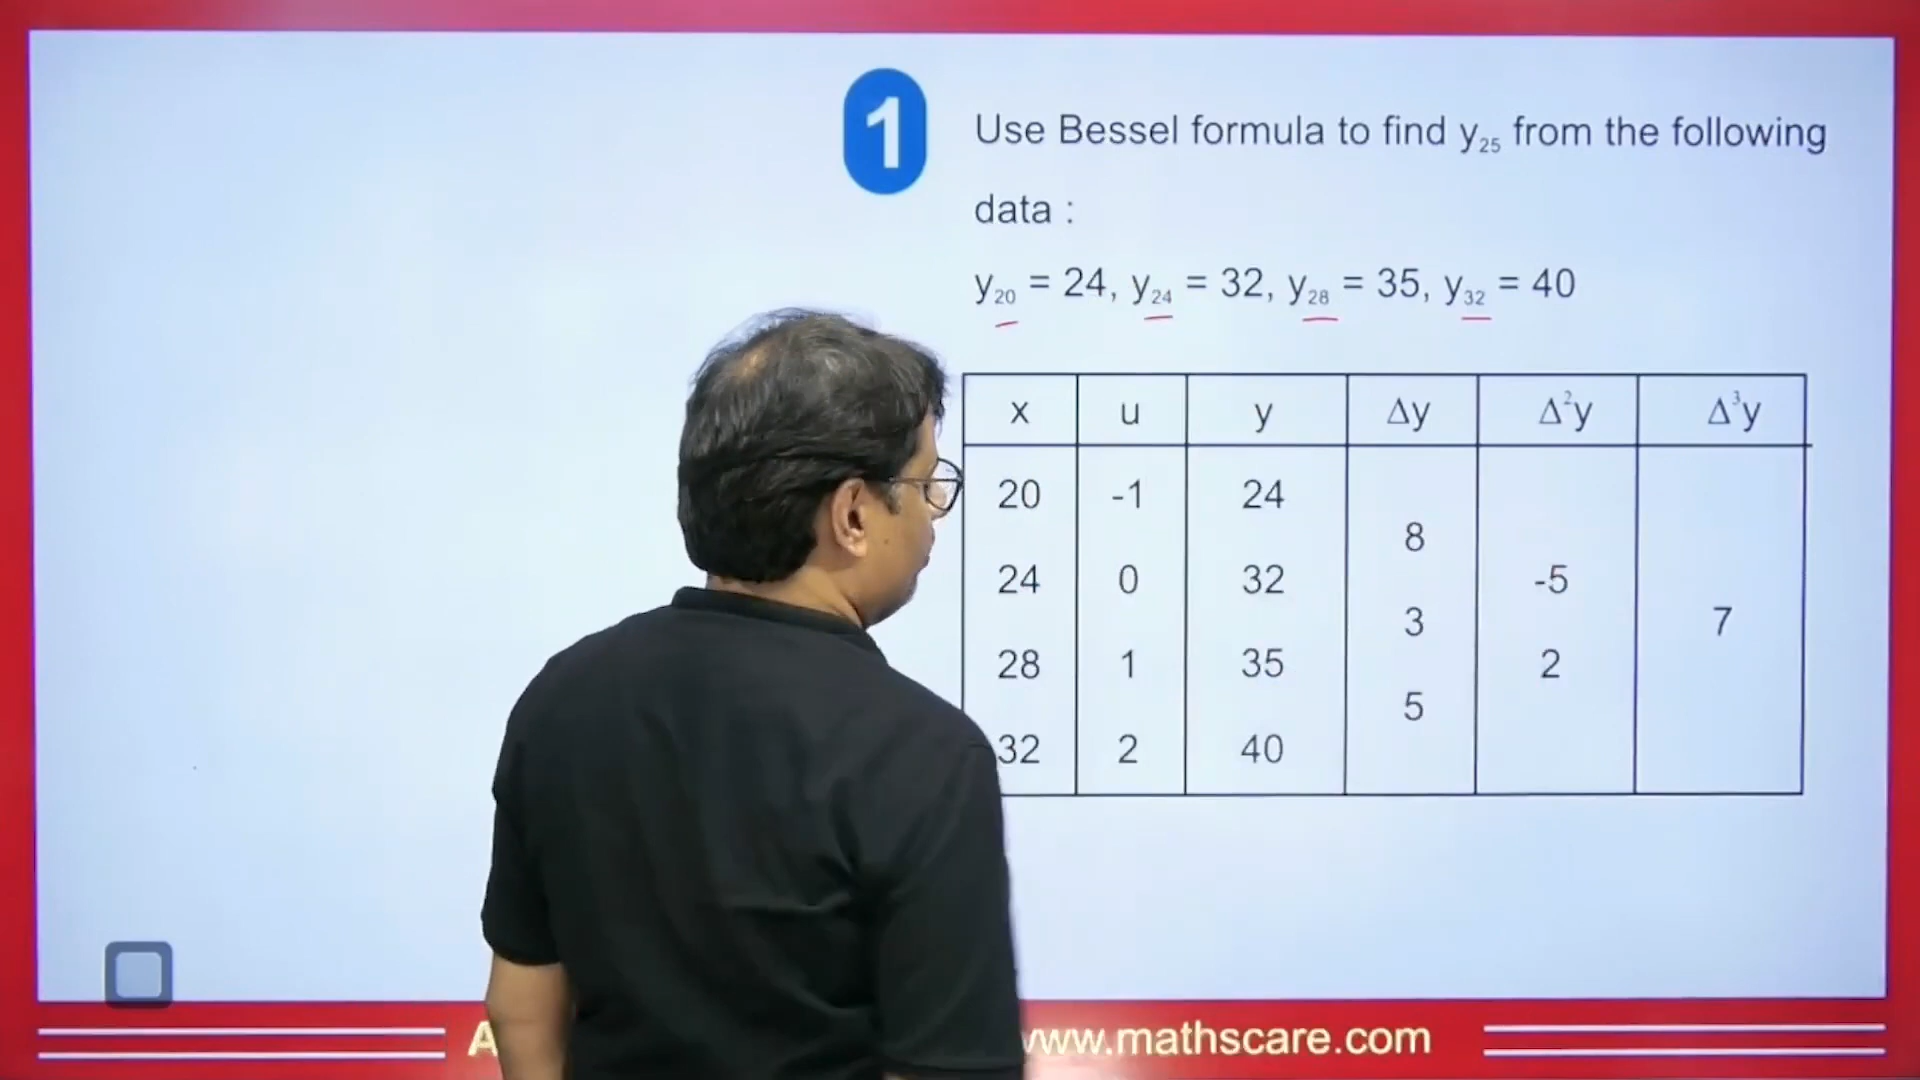 1
Use Bessel formula to find y₂₅ from the following
data :
y₂₀ = 24, y₂₄ = 32, y₂₈ = 35, y₃₂ = 40
x u y Δy Δ²y Δ³y
20 -1 24
8
24 0 32 -5
3 7
28 1 35 2
5
32 2 40
www.mathscare.com